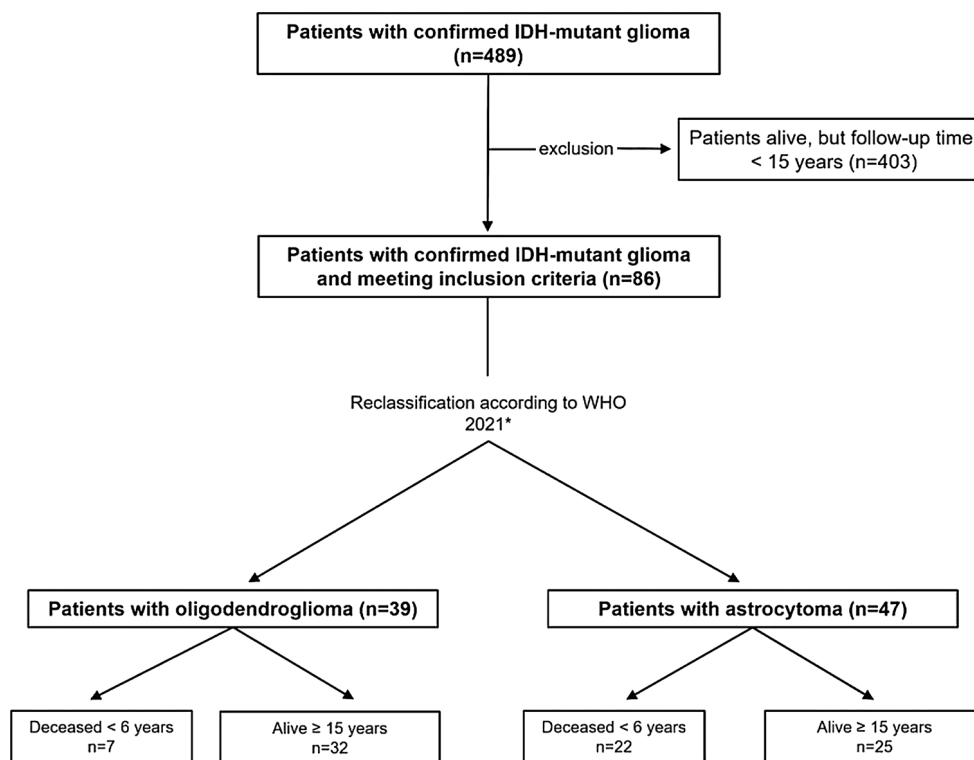 Patients with confirmed IDH-mutant glioma
(n=489)
exclusion
Patients alive, but follow-up time
< 15 years (n=403)
Patients with confirmed IDH-mutant glioma
and meeting inclusion criteria (n=86)
Reclassification according to WHO
2021*
Patients with oligodendroglioma (n=39)
Patients with astrocytoma (n=47)
Deceased < 6 years
n=7
Alive ≥ 15 years
n=32
Deceased < 6 years
n=22
Alive ≥ 15 years
n=25